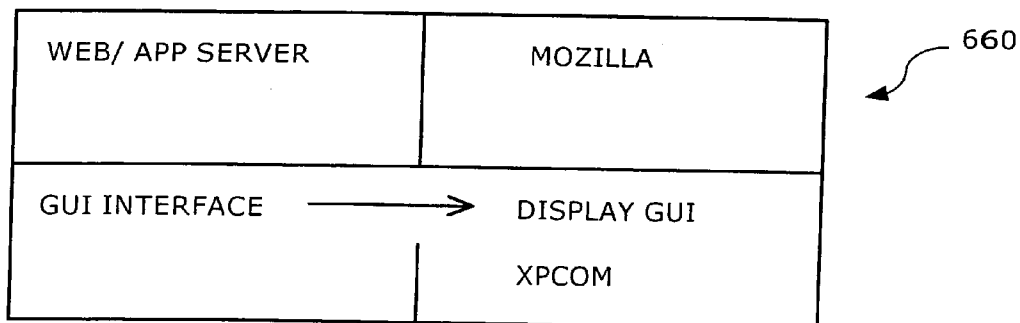 WEB/ APP SERVER
MOZILLA
660
GUI INTERFACE
DISPLAY GUI
XPCOM